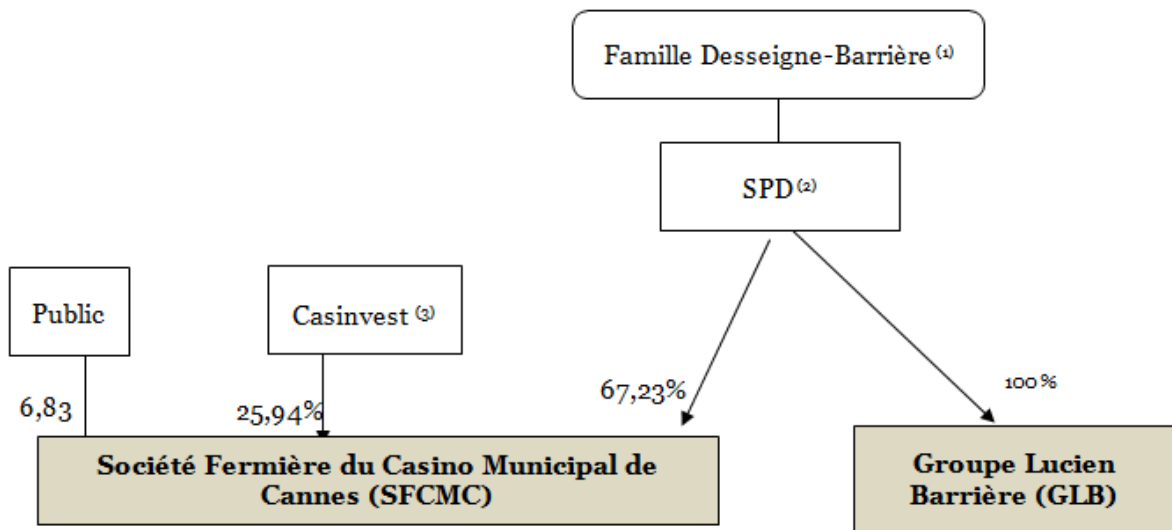 Famille Desseigne-Barrière (1)
SPD (2)
Public
Casinvest (3)
6,83
25,94%
67,23%
100%
Société Fermière du Casino Municipal de
Cannes (SFCMC)
Groupe Lucien
Barrière (GLB)